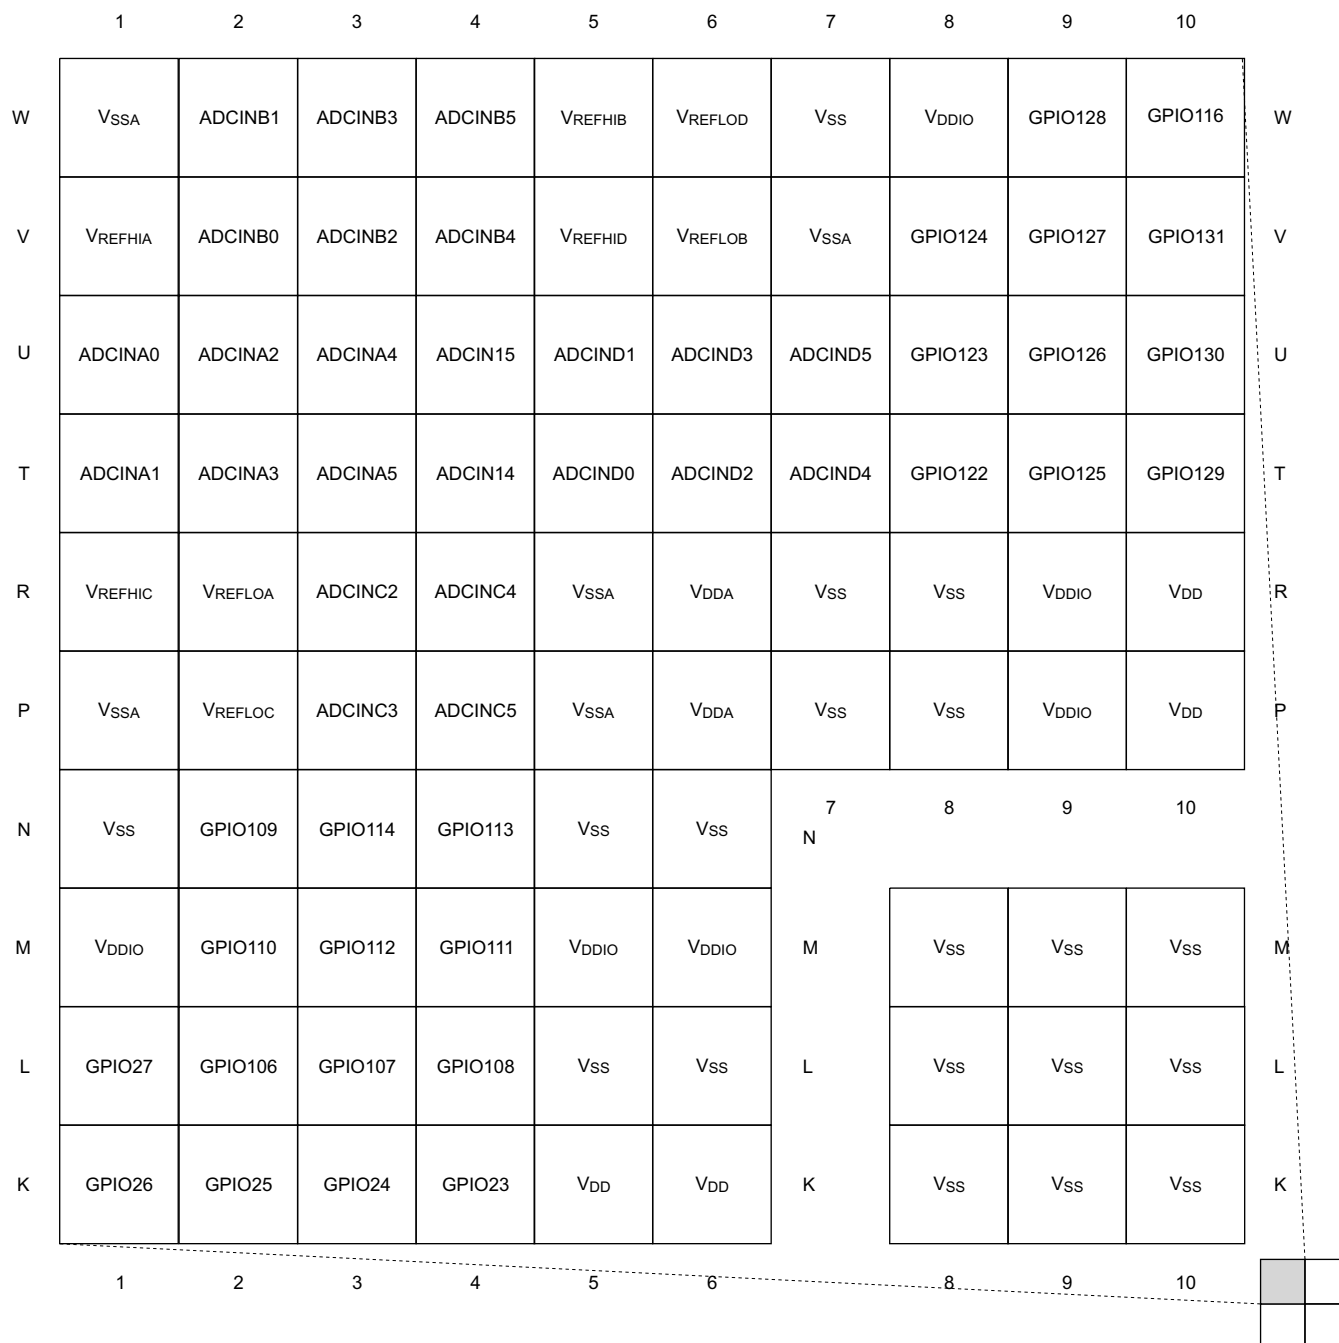 1 2 3 4 5 6 7 8 9 10
W VSSA ADCINB1 ADCINB3 ADCINB5 VREFHIB VREFLOD VSS VDDIO GPIO128 GPIO116 W
V VREFHIA ADCINB0 ADCINB2 ADCINB4 VREFHID VREFLOB VSSA GPIO124 GPIO127 GPIO131 V
U ADCINA0 ADCINA2 ADCINA4 ADCIN15 ADCIND1 ADCIND3 ADCIND5 GPIO123 GPIO126 GPIO130 U
T ADCINA1 ADCINA3 ADCINA5 ADCIN14 ADCIND0 ADCIND2 ADCIND4 GPIO122 GPIO125 GPIO129 T
R VREFHIC VREFLOA ADCINC2 ADCINC4 VSSA VDDA VSS VSS VDDIO VDD R
P VSSA VREFLOC ADCINC3 ADCINC5 VSSA VDDA VSS VSS VDDIO VDD P
7 8 9 10
N VSS GPIO109 GPIO114 GPIO113 VSS VSS N
M VDDIO GPIO110 GPIO112 GPIO111 VDDIO VDDIO M VSS VSS VSS M
L GPIO27 GPIO106 GPIO107 GPIO108 VSS VSS L VSS VSS VSS L
K GPIO26 GPIO25 GPIO24 GPIO23 VDD VDD K VSS VSS VSS K
1 2 3 4 5 6 8 9 10